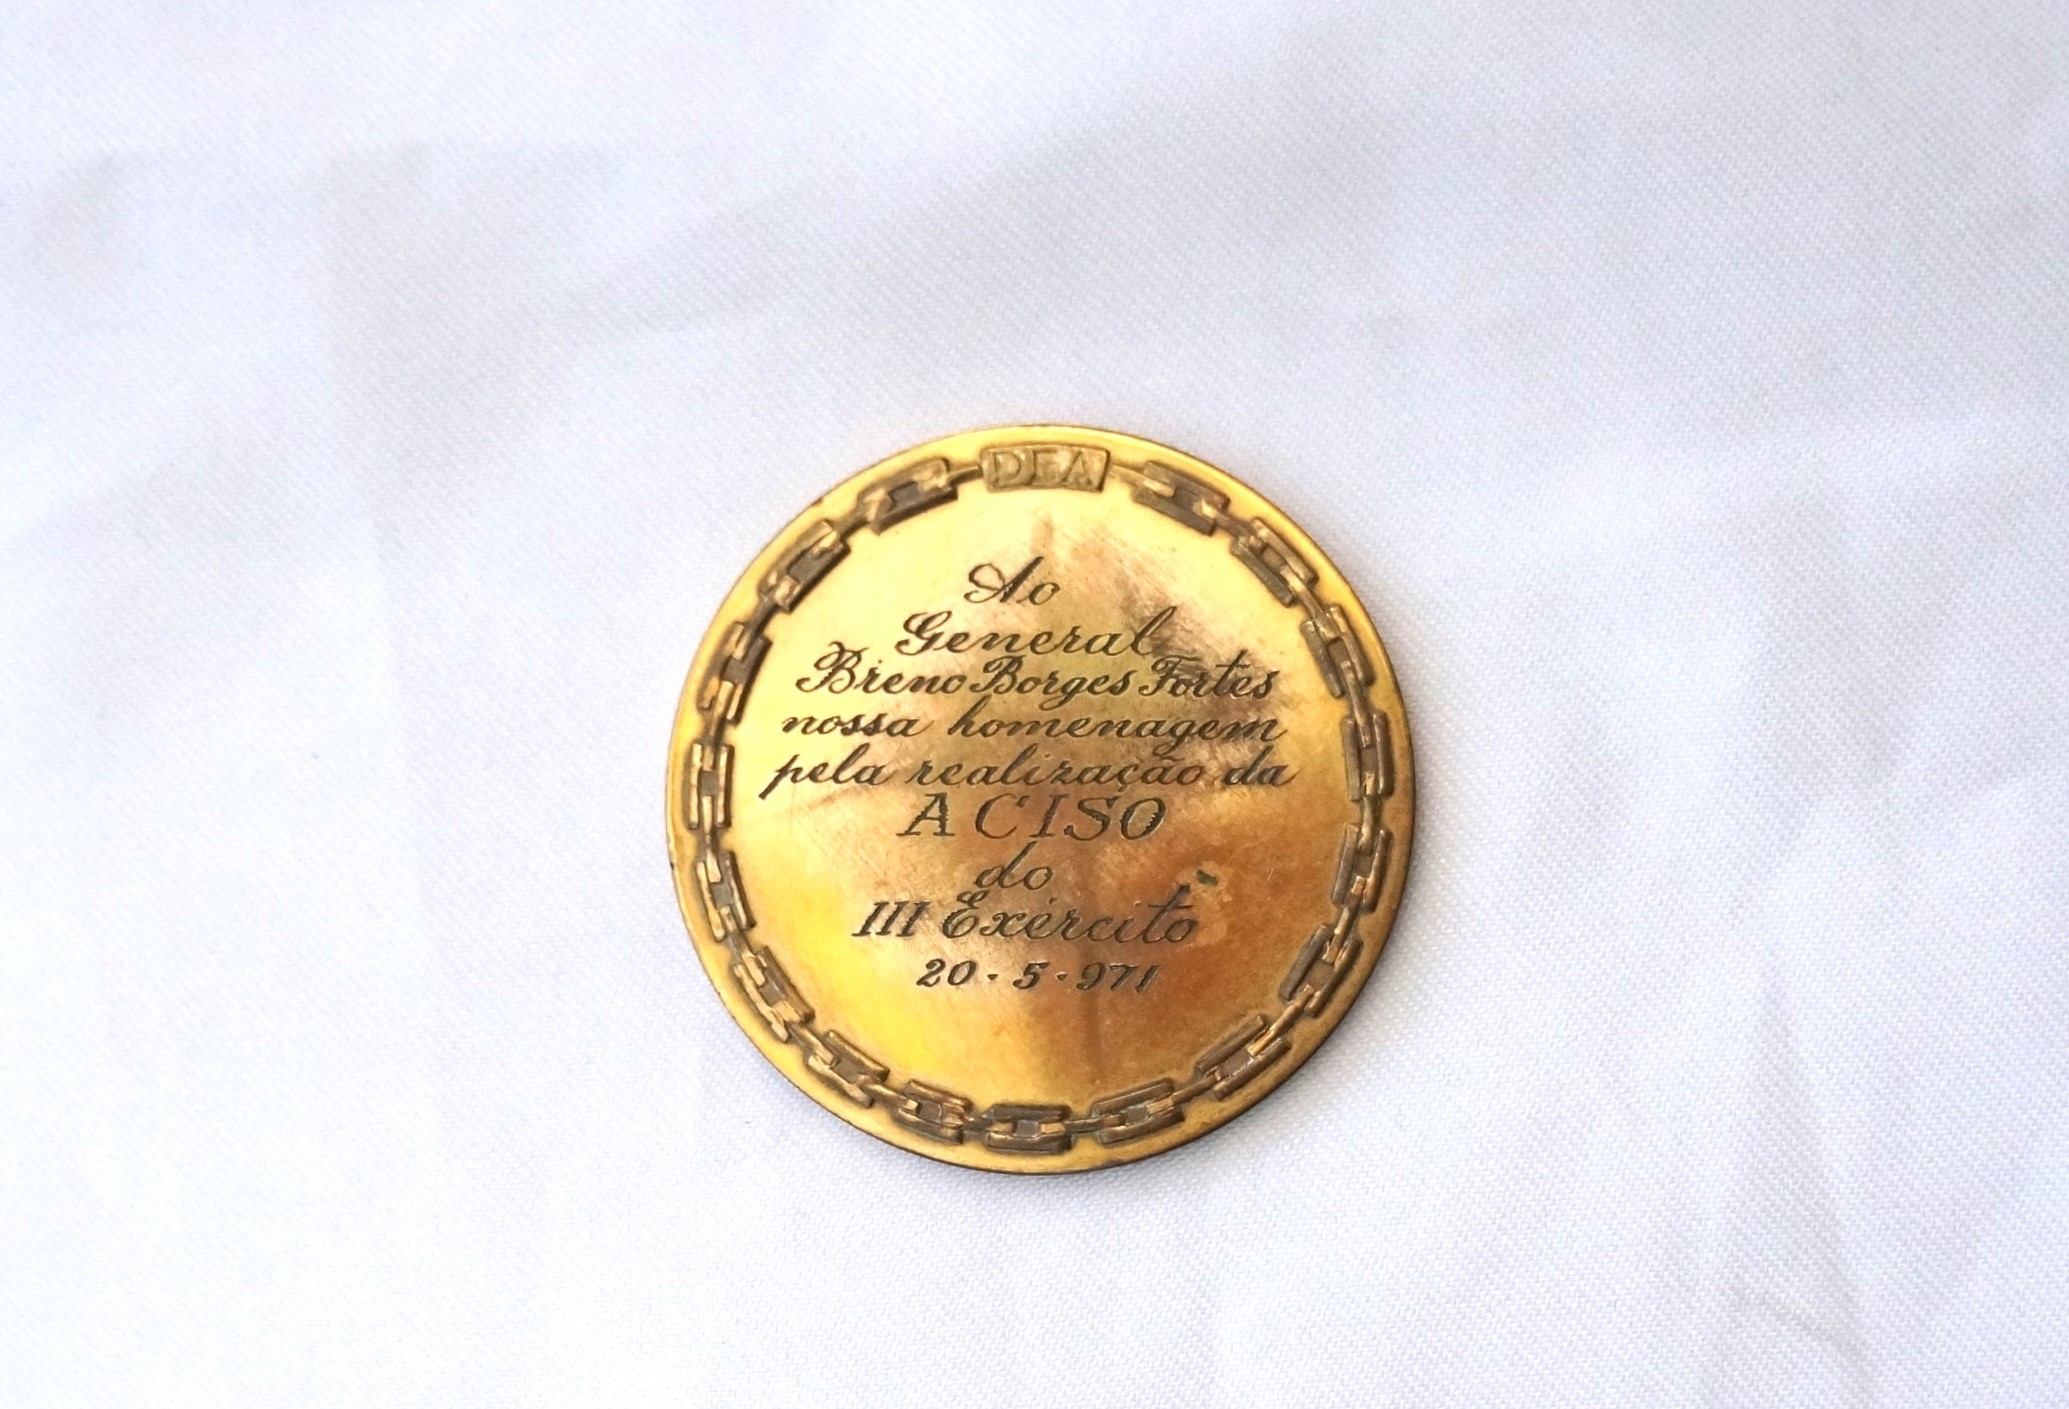 DEA
Ao
General
Breno Borges Fortes
nossa homenagem
pela realização da
ACISO
do
III Exército
20 · 5 · 971